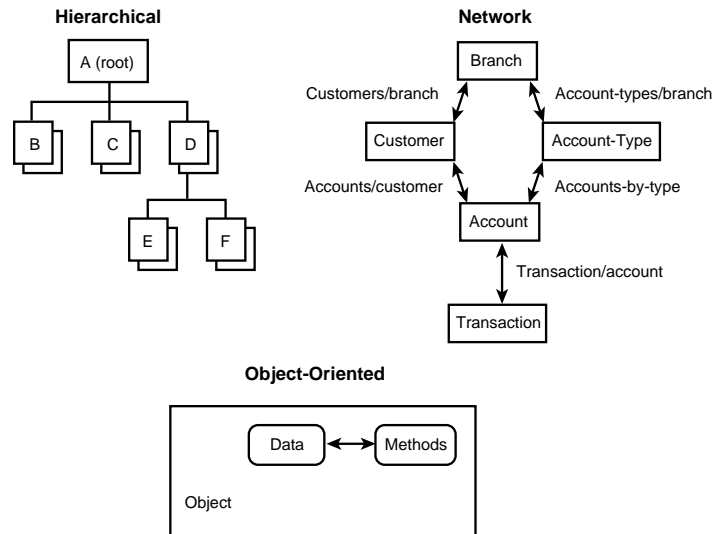 Hierarchical
A (root)
B
C
D
E
F
Network
Branch
Customers/branch
Account-types/branch
Customer
Account-Type
Accounts/customer
Accounts-by-type
Account
Transaction/account
Transaction
Object-Oriented
Data
Methods
Object